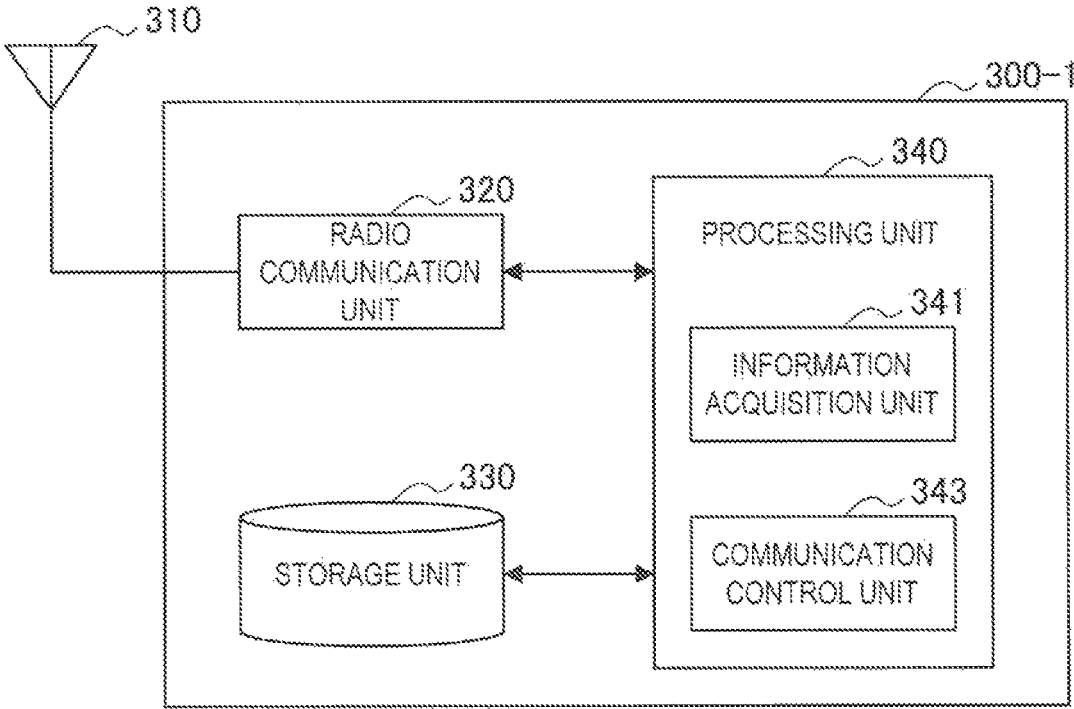 310
300-1
340
320
RADIO
COMMUNICATION
UNIT
PROCESSING UNIT
341
INFORMATION
ACQUISITION UNIT
330
STORAGE UNIT
343
COMMUNICATION
CONTROL UNIT